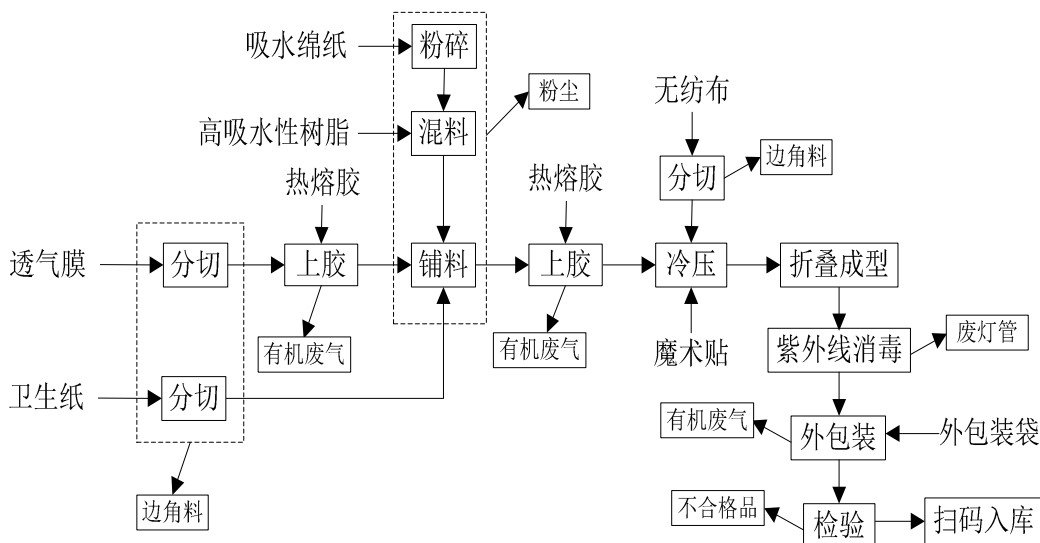 吸水绵纸
粉碎
粉尘
无纺布
高吸水性树脂
混料
边角料
热熔胶
热熔胶
分切
透气膜
分切
上胶
铺料
上胶
冷压
折叠成型
有机废气
有机废气
魔术贴
紫外线消毒
废灯管
卫生纸
分切
有机废气
外包装
外包装袋
边角料
不合格品
检验
扫码入库